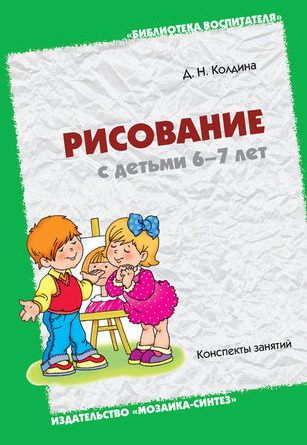 «БИБЛИОТЕКА ВОСПИТАТЕЛЯ»
Д. Н. Колдина
РИСОВАНИЕ
с детьми 6–7 лет
Конспекты занятий
ИЗДАТЕЛЬСТВО «МОЗАИКА-СИНТЕЗ»